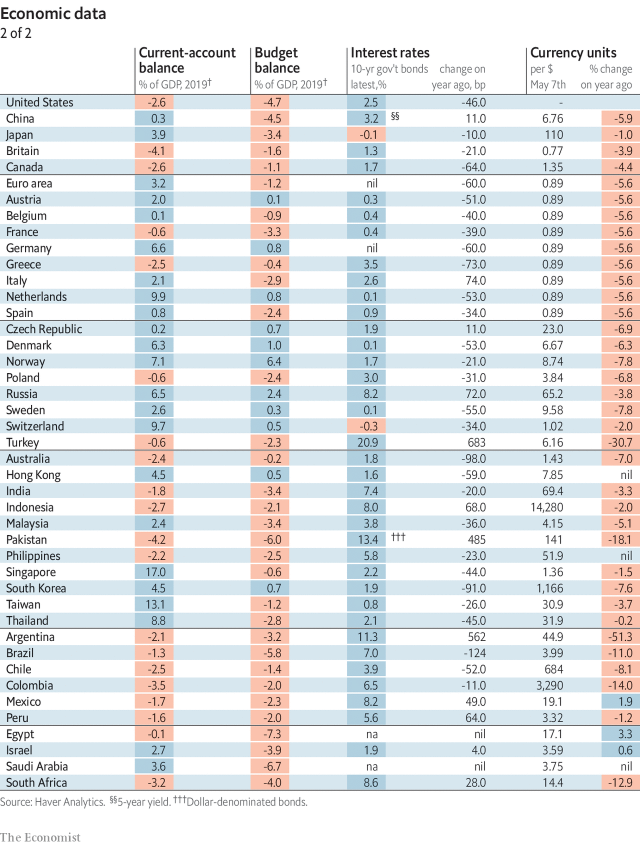 Economic data
2 of 2
Current-account Budget Interest rates Currency units
balance balance 10-yr gov't bonds change on per $ % change
% of GDP, 2019† % of GDP, 2019† latest,% year ago, bp May 7th on year ago
United States -2.6 -4.7 2.5 -46.0 -
China 0.3 -4.5 3.2 §§ 11.0 6.76 -5.9
Japan 3.9 -3.4 -0.1 -10.0 110 -1.0
Britain -4.1 -1.6 1.3 -21.0 0.77 -3.9
Canada -2.6 -1.1 1.7 -64.0 1.35 -4.4
Euro area 3.2 -1.2 nil -60.0 0.89 -5.6
Austria 2.0 0.1 0.3 -51.0 0.89 -5.6
Belgium 0.1 -0.9 0.4 -40.0 0.89 -5.6
France -0.6 -3.3 0.4 -39.0 0.89 -5.6
Germany 6.6 0.8 nil -60.0 0.89 -5.6
Greece -2.5 -0.4 3.5 -73.0 0.89 -5.6
Italy 2.1 -2.9 2.6 74.0 0.89 -5.6
Netherlands 9.9 0.8 0.1 -53.0 0.89 -5.6
Spain 0.8 -2.4 0.9 -34.0 0.89 -5.6
Czech Republic 0.2 0.7 1.9 11.0 23.0 -6.9
Denmark 6.3 1.0 0.1 -53.0 6.67 -6.3
Norway 7.1 6.4 1.7 -21.0 8.74 -7.8
Poland -0.6 -2.4 3.0 -31.0 3.84 -6.8
Russia 6.5 2.4 8.2 72.0 65.2 -3.8
Sweden 2.6 0.3 0.1 -55.0 9.58 -7.8
Switzerland 9.7 0.5 -0.3 -34.0 1.02 -2.0
Turkey -0.6 -2.3 20.9 683 6.16 -30.7
Australia -2.4 -0.2 1.8 -98.0 1.43 -7.0
Hong Kong 4.5 0.5 1.6 -59.0 7.85 nil
India -1.8 -3.4 7.4 -20.0 69.4 -3.3
Indonesia -2.7 -2.1 8.0 68.0 14,280 -2.0
Malaysia 2.4 -3.4 3.8 -36.0 4.15 -5.1
Pakistan -4.2 -6.0 13.4 ††† 485 141 -18.1
Philippines -2.2 -2.5 5.8 -23.0 51.9 nil
Singapore 17.0 -0.6 2.2 -44.0 1.36 -1.5
South Korea 4.5 0.7 1.9 -91.0 1,166 -7.6
Taiwan 13.1 -1.2 0.8 -26.0 30.9 -3.7
Thailand 8.8 -2.8 2.1 -45.0 31.9 -0.2
Argentina -2.1 -3.2 11.3 562 44.9 -51.3
Brazil -1.3 -5.8 7.0 -124 3.99 -11.0
Chile -2.5 -1.4 3.9 -52.0 684 -8.1
Colombia -3.5 -2.0 6.5 -11.0 3,290 -14.0
Mexico -1.7 -2.3 8.2 49.0 19.1 1.9
Peru -1.6 -2.0 5.6 64.0 3.32 -1.2
Egypt -0.1 -7.3 na nil 17.1 3.3
Israel 2.7 -3.9 1.9 4.0 3.59 0.6
Saudi Arabia 3.6 -6.7 na nil 3.75 nil
South Africa -3.2 -4.0 8.6 28.0 14.4 -12.9
Source: Haver Analytics. §§5-year yield. †††Dollar-denominated bonds.
The Economist